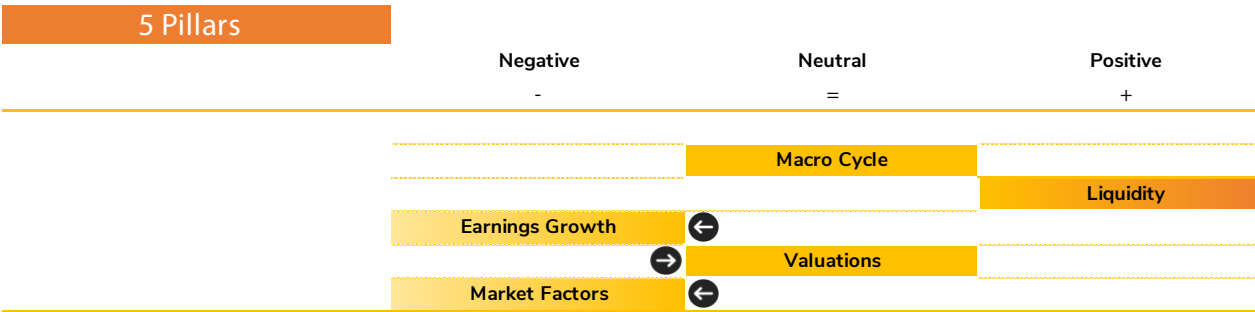 5 Pillars
Negative Neutral Positive
- = +
Macro Cycle
Liquidity
Earnings Growth ←
→ Valuations
Market Factors ←